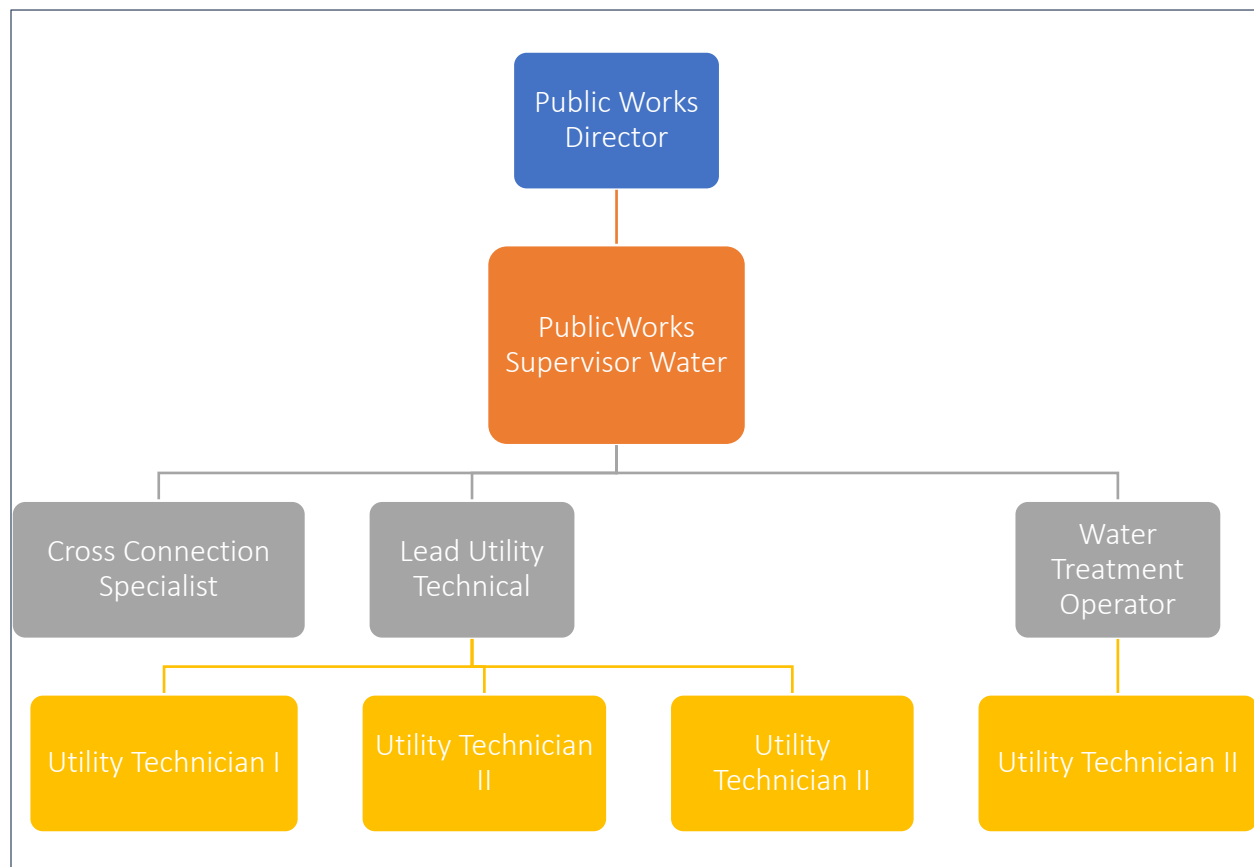 Public Works
Director
PublicWorks
Supervisor Water
Cross Connection
Specialist
Lead Utility
Technical
Water
Treatment
Operator
Utility Technician I
Utility Technician
II
Utility
Technician II
Utility Technician II